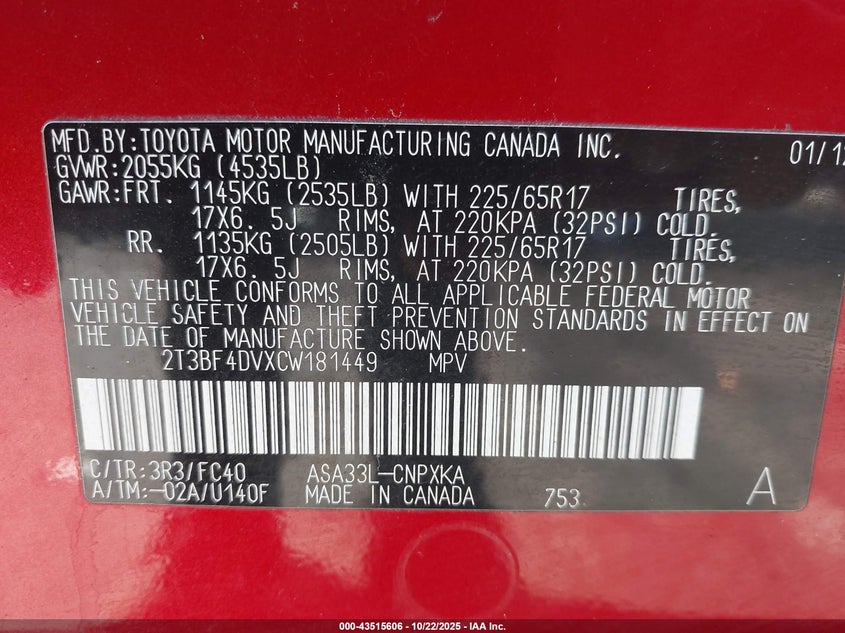 MFD.BY:TOYOTA MOTOR MANUFACTURING CANADA INC. 01/12
GVWR:2055KG (4535LB)
GAWR:FRT. 1145KG (2535LB) WITH 225/65R17 TIRES,
17X6. 5J RIMS, AT 220KPA (32PSI) COLD.
RR. 1135KG (2505LB) WITH 225/65R17 TIRES,
17X6. 5J RIMS, AT 220KPA (32PSI) COLD.
THIS VEHICLE CONFORMS TO ALL APPLICABLE FEDERAL MOTOR
VEHICLE SAFETY AND THEFT PREVENTION STANDARDS IN EFFECT ON
THE DATE OF MANUFACTURE SHOWN ABOVE.
2T3BF4DVXCW181449 MPV
C/TR:3R3/FC40 ASA33L-CNPXKA
A/TM:-02A/U140F MADE IN CANADA 753 A
000-43515606 | 10/22/2025 - IAA Inc.